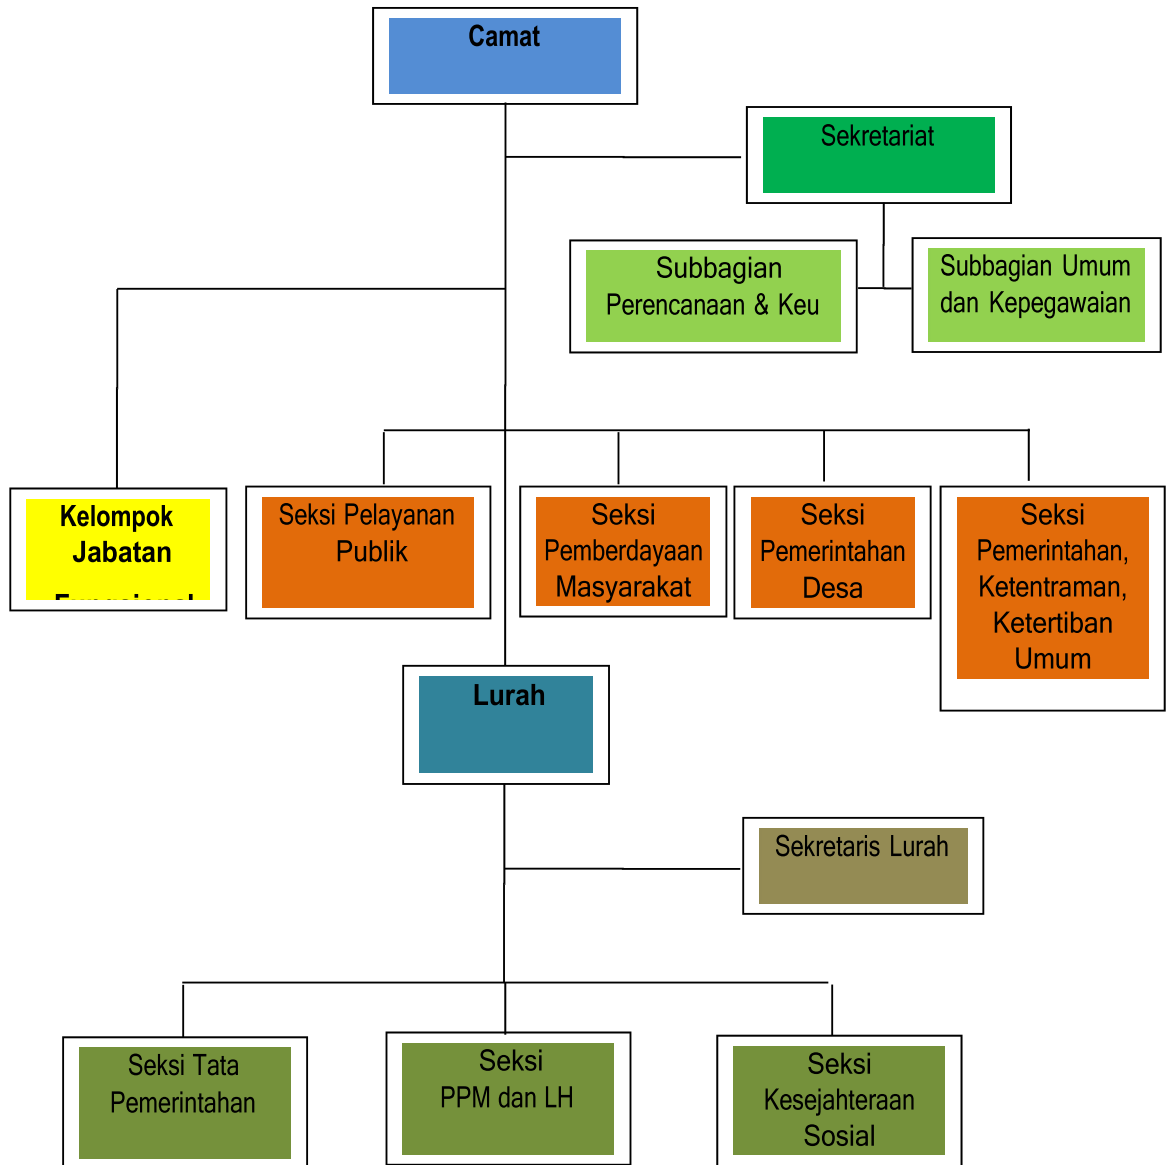 Camat
Sekretariat
Subbagian
Perencanaan & Keu
Subbagian Umum
dan Kepegawaian
Kelompok
Jabatan
Fungsional
Seksi Pelayanan
Publik
Seksi
Pemberdayaan
Masyarakat
Seksi
Pemerintahan
Desa
Seksi
Pemerintahan,
Ketentraman,
Ketertiban
Umum
Lurah
Sekretaris Lurah
Seksi Tata
Pemerintahan
Seksi
PPM dan LH
Seksi
Kesejahteraan
Sosial